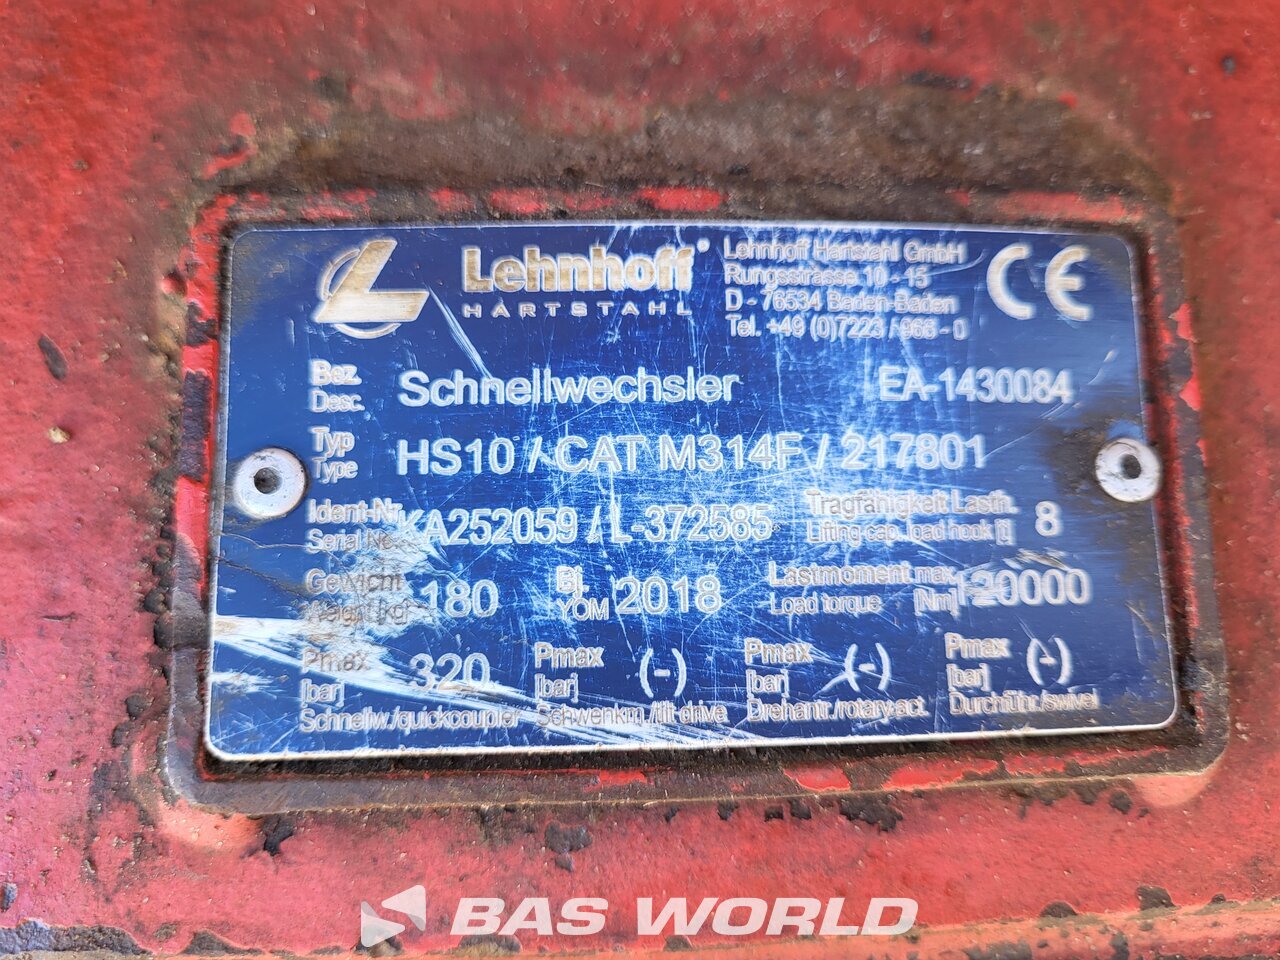 Lehnhoff®
HARTSTAHL
Lehnhoff Hartstahl GmbH
Rungsstrasse 10 - 15
D - 76534 Baden-Baden
Tel. +49 (0)7223 / 966 - 0
CE
Bez. Schnellwechsler EA-1430084
Desc.
Typ HS10 / CAT M314F / 217801
Type
Ident-Nr. KA252059 / L-372585 Tragfähigkeit Lasth. 8
Serial No. Lifting cap. load hook [t]
Gewicht 180 Bj. 2018 Lastmoment max. 120000
Weight [kg] YOM Load torque [Nm]
Pmax 320 Pmax (-) Pmax (-) Pmax (-)
[bar] [bar] [bar] [bar]
Schnellw./quickcoupler Schwenkm./tilt drive Drehantr./rotary act. Durchführ./swivel
BAS WORLD